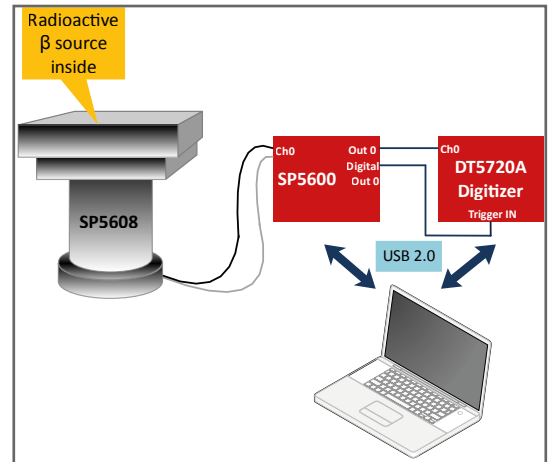 Radioactive
β source
inside
SP5608
Ch0
Out 0
SP5600
Digital
Out 0
Ch0
DT5720A
Digitizer
Trigger IN
USB 2.0